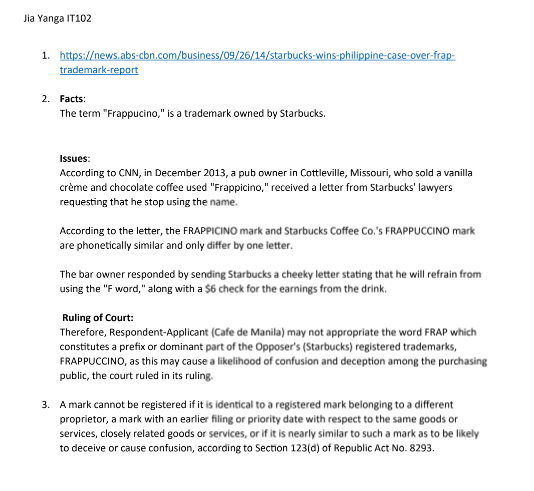 Jia Yanga IT102
1. https://news.abs-cbn.com/business/09/26/14/starbucks-wins-philippine-case-over-frap-
trademark-report
2. Facts:
The term "Frappucino," is a trademark owned by Starbucks.
Issues:
According to CNN, in December 2013, a pub owner in Cottleville, Missouri, who sold a vanilla
crème and chocolate coffee used "Frappicino," received a letter from Starbucks' lawyers
requesting that he stop using the name.
According to the letter, the FRAPPICINO mark and Starbucks Coffee Co.'s FRAPPUCCINO mark
are phonetically similar and only differ by one letter.
The bar owner responded by sending Starbucks a cheeky letter stating that he will refrain from
using the "F word," along with a $6 check for the earnings from the drink.
Ruling of Court:
Therefore, Respondent-Applicant (Cafe de Manila) may not appropriate the word FRAP which
constitutes a prefix or dominant part of the Opposer's (Starbucks) registered trademarks,
FRAPPUCCINO, as this may cause a likelihood of confusion and deception among the purchasing
public, the court ruled in its ruling.
3. A mark cannot be registered if it is identical to a registered mark belonging to a different
proprietor, a mark with an earlier filing or priority date with respect to the same goods or
services, closely related goods or services, or if it is nearly similar to such a mark as to be likely
to deceive or cause confusion, according to Section 123(d) of Republic Act No. 8293.